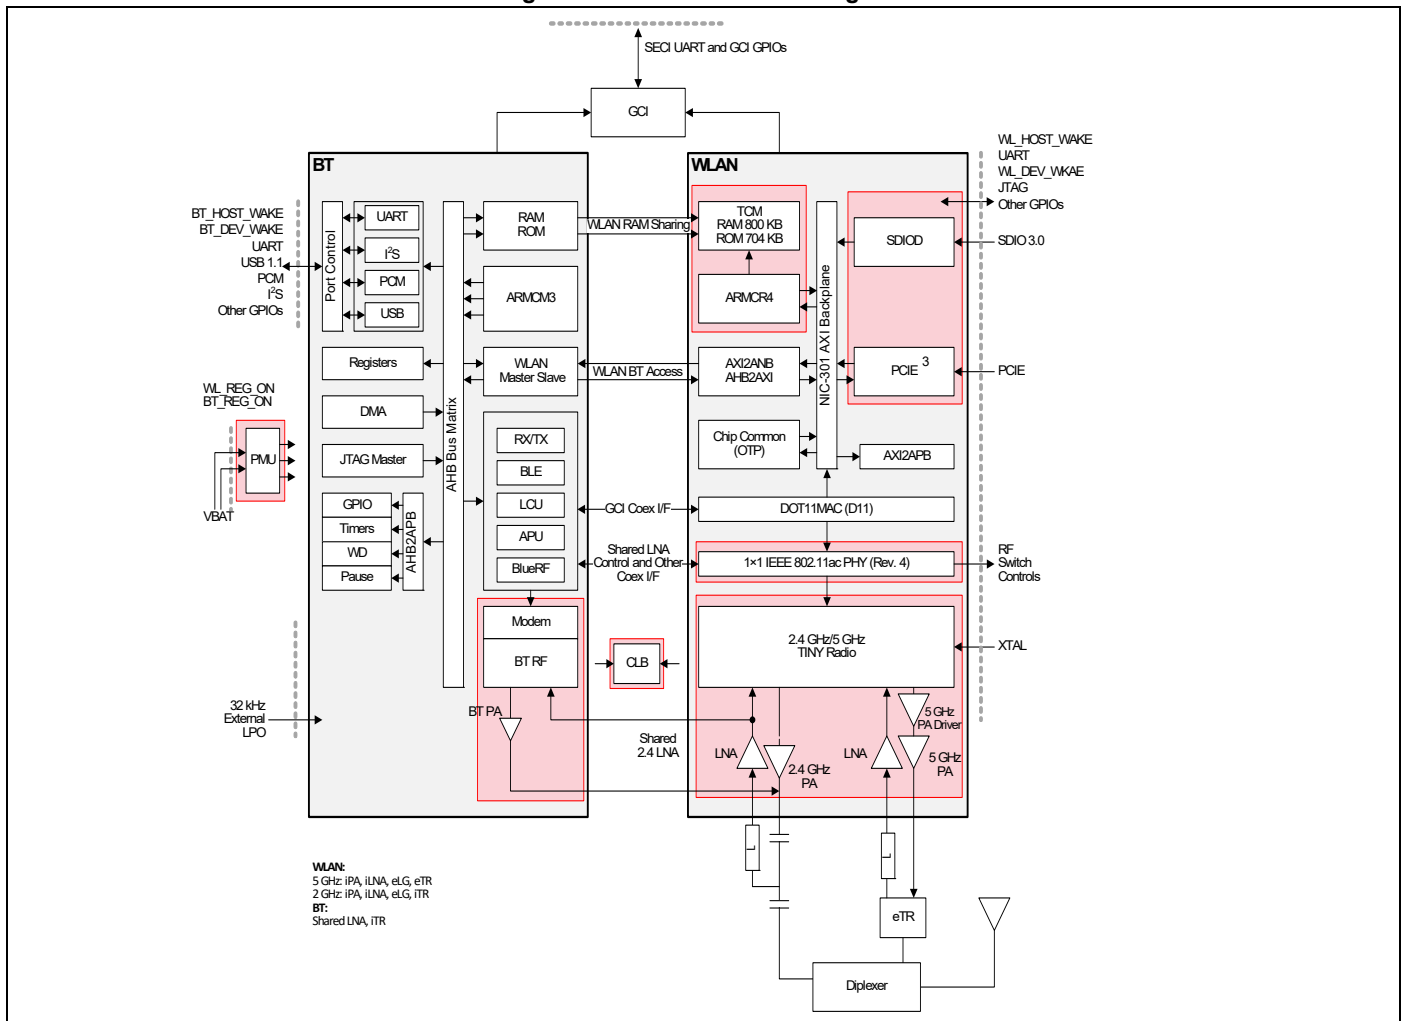 SECI UART and GCI GPIOs
GCI
BT
WLAN
WL_HOST_WAKE
UART
WL_DEV_WKAE
JTAG
Other GPIOs
SDIO 3.0
PCIE
BT_HOST_WAKE
BT_DEV_WAKE
UART
USB 1.1
PCM
I²S
Other GPIOs
Port Control
UART
I²S
PCM
USB
RAM
ROM
WLAN RAM Sharing
TCM
RAM 800 KB
ROM 704 KB
SDIOD
ARMCM3
ARMCR4
NIC-301 AXI Backplane
AHB Bus Matrix
Registers
WLAN
Master Slave
WLAN BT Access
AXI2ANB
AHB2AXI
PCIE 3
WL_REG_ON
BT_REG_ON
PMU
VBAT
DMA
JTAG Master
RX/TX
BLE
LCU
APU
BlueRF
Chip Common
(OTP)
AXI2APB
GPIO
Timers
WD
Pause
AHB2APB
GCI Coex I/F
DOT11MAC (D11)
Shared LNA
Control and Other
Coex I/F
1×1 IEEE 802.11ac PHY (Rev. 4)
RF
Switch
Controls
Modem
BT RF
CLB
2.4 GHz/5 GHz
TINY Radio
XTAL
32 kHz
External
LPO
BT PA
Shared
2.4 LNA
LNA
2.4 GHz
PA
LNA
5 GHz
PA Driver
5 GHz
PA
L
L
WLAN:
5 GHz: iPA, iLNA, eLG, eTR
2 GHz: iPA, iLNA, eLG, iTR
BT:
Shared LNA, iTR
eTR
Diplexer